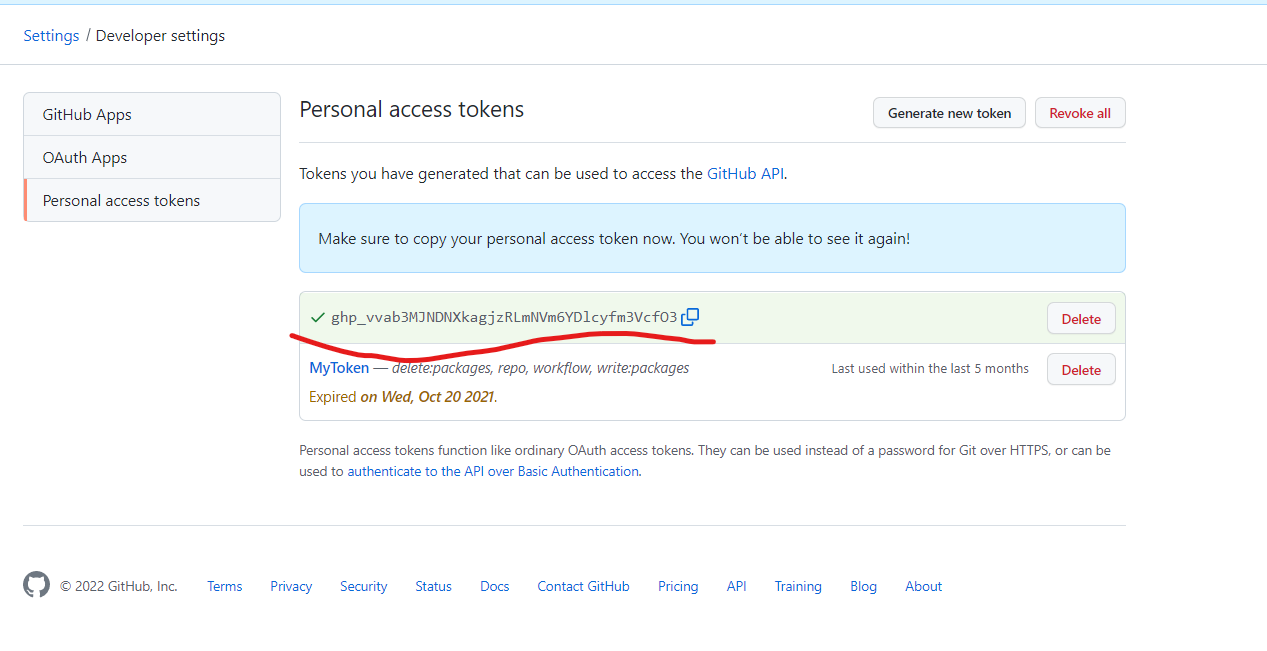 Settings / Developer settings
GitHub Apps
OAuth Apps
Personal access tokens
Personal access tokens
Generate new token
Revoke all
Tokens you have generated that can be used to access the GitHub API.
Make sure to copy your personal access token now. You won't be able to see it again!
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
Delete
MyToken — delete:packages, repo, workflow, write:packages
Last used within the last 5 months
Delete
Expired on Wed, Oct 20 2021.
Personal access tokens function like ordinary OAuth access tokens. They can be used instead of a password for Git over HTTPS, or can be
used to authenticate to the API over Basic Authentication.
© 2022 GitHub, Inc.
Terms
Privacy
Security
Status
Docs
Contact GitHub
Pricing
API
Training
Blog
About